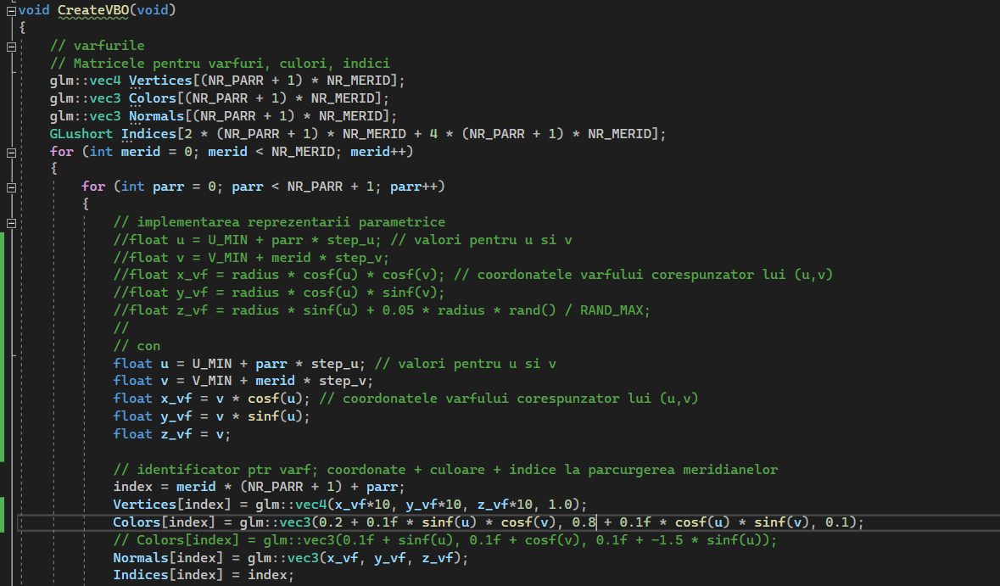 void CreateVBO(void)
{
    // varfurile
    // Matricele pentru varfuri, culori, indici
    glm::vec4 Vertices[(NR_PARR + 1) * NR_MERID];
    glm::vec3 Colors[(NR_PARR + 1) * NR_MERID];
    glm::vec3 Normals[(NR_PARR + 1) * NR_MERID];
    GLushort Indices[2 * (NR_PARR + 1) * NR_MERID + 4 * (NR_PARR + 1) * NR_MERID];
    for (int merid = 0; merid < NR_MERID; merid++)
    {
        for (int parr = 0; parr < NR_PARR + 1; parr++)
        {
            // implementarea reprezentarii parametrice
            //float u = U_MIN + parr * step_u; // valori pentru u si v
            //float v = V_MIN + merid * step_v;
            //float x_vf = radius * cosf(u) * cosf(v); // coordonatele varfului corespunzator lui (u,v)
            //float y_vf = radius * cosf(u) * sinf(v);
            //float z_vf = radius * sinf(u) + 0.05 * radius * rand() / RAND_MAX;
            //
            // con
            float u = U_MIN + parr * step_u; // valori pentru u si v
            float v = V_MIN + merid * step_v;
            float x_vf = v * cosf(u); // coordonatele varfului corespunzator lui (u,v)
            float y_vf = v * sinf(u);
            float z_vf = v;
            // identificator ptr varf; coordonate + culoare + indice la parcurgerea meridianelor
            index = merid * (NR_PARR + 1) + parr;
            Vertices[index] = glm::vec4(x_vf*10, y_vf*10, z_vf*10, 1.0);
            Colors[index] = glm::vec3(0.2 + 0.1f * sinf(u) * cosf(v), 0.8 + 0.1f * cosf(u) * sinf(v), 0.1);
            // Colors[index] = glm::vec3(0.1f + sinf(u), 0.1f + cosf(v), 0.1f + -1.5 * sinf(u));
            Normals[index] = glm::vec3(x_vf, y_vf, z_vf);
            Indices[index] = index;